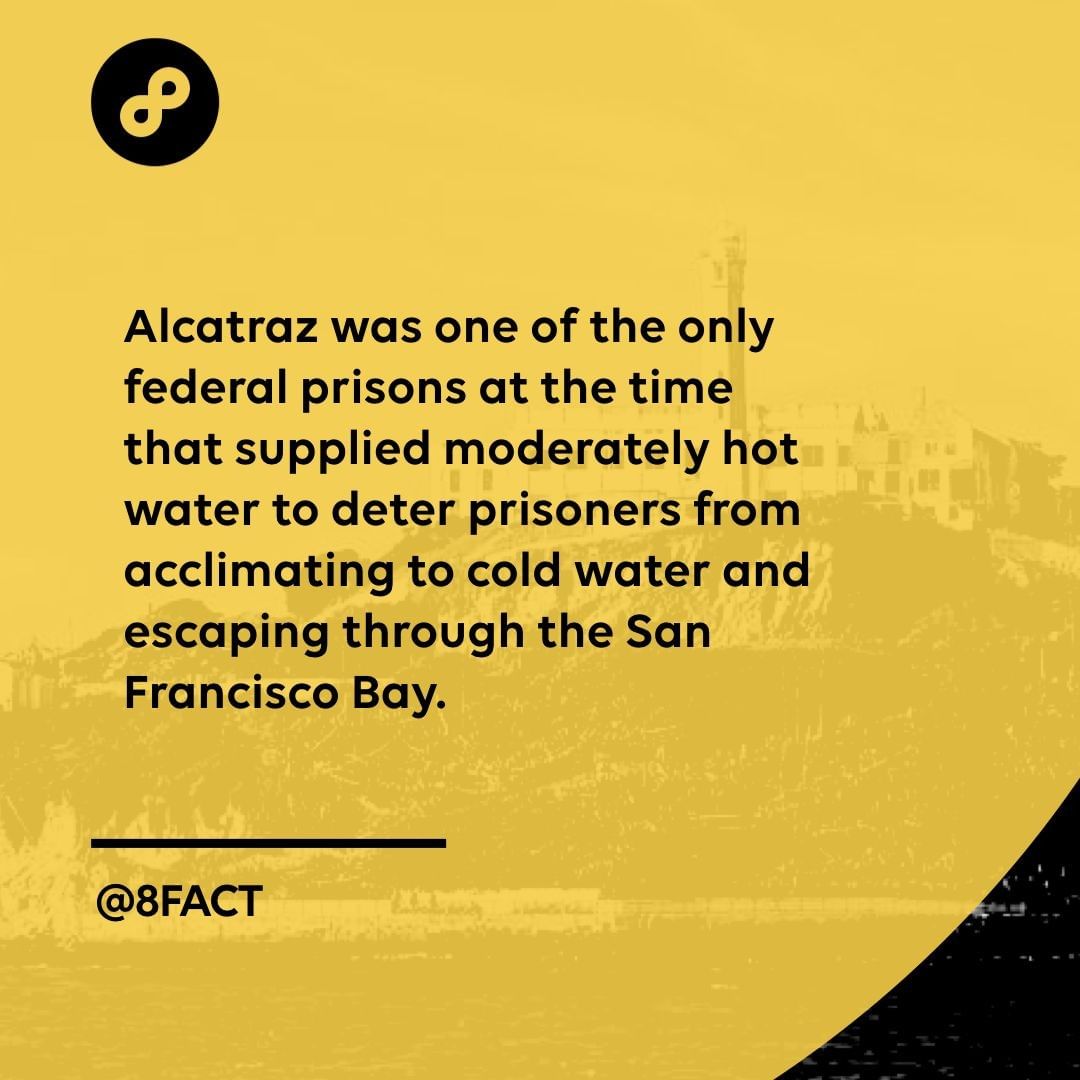 Alcatraz was one of the only
federal prisons at the time
that supplied moderately hot
water to deter prisoners from
acclimating to cold water and
escaping through the San
Francisco Bay.
@8FACT